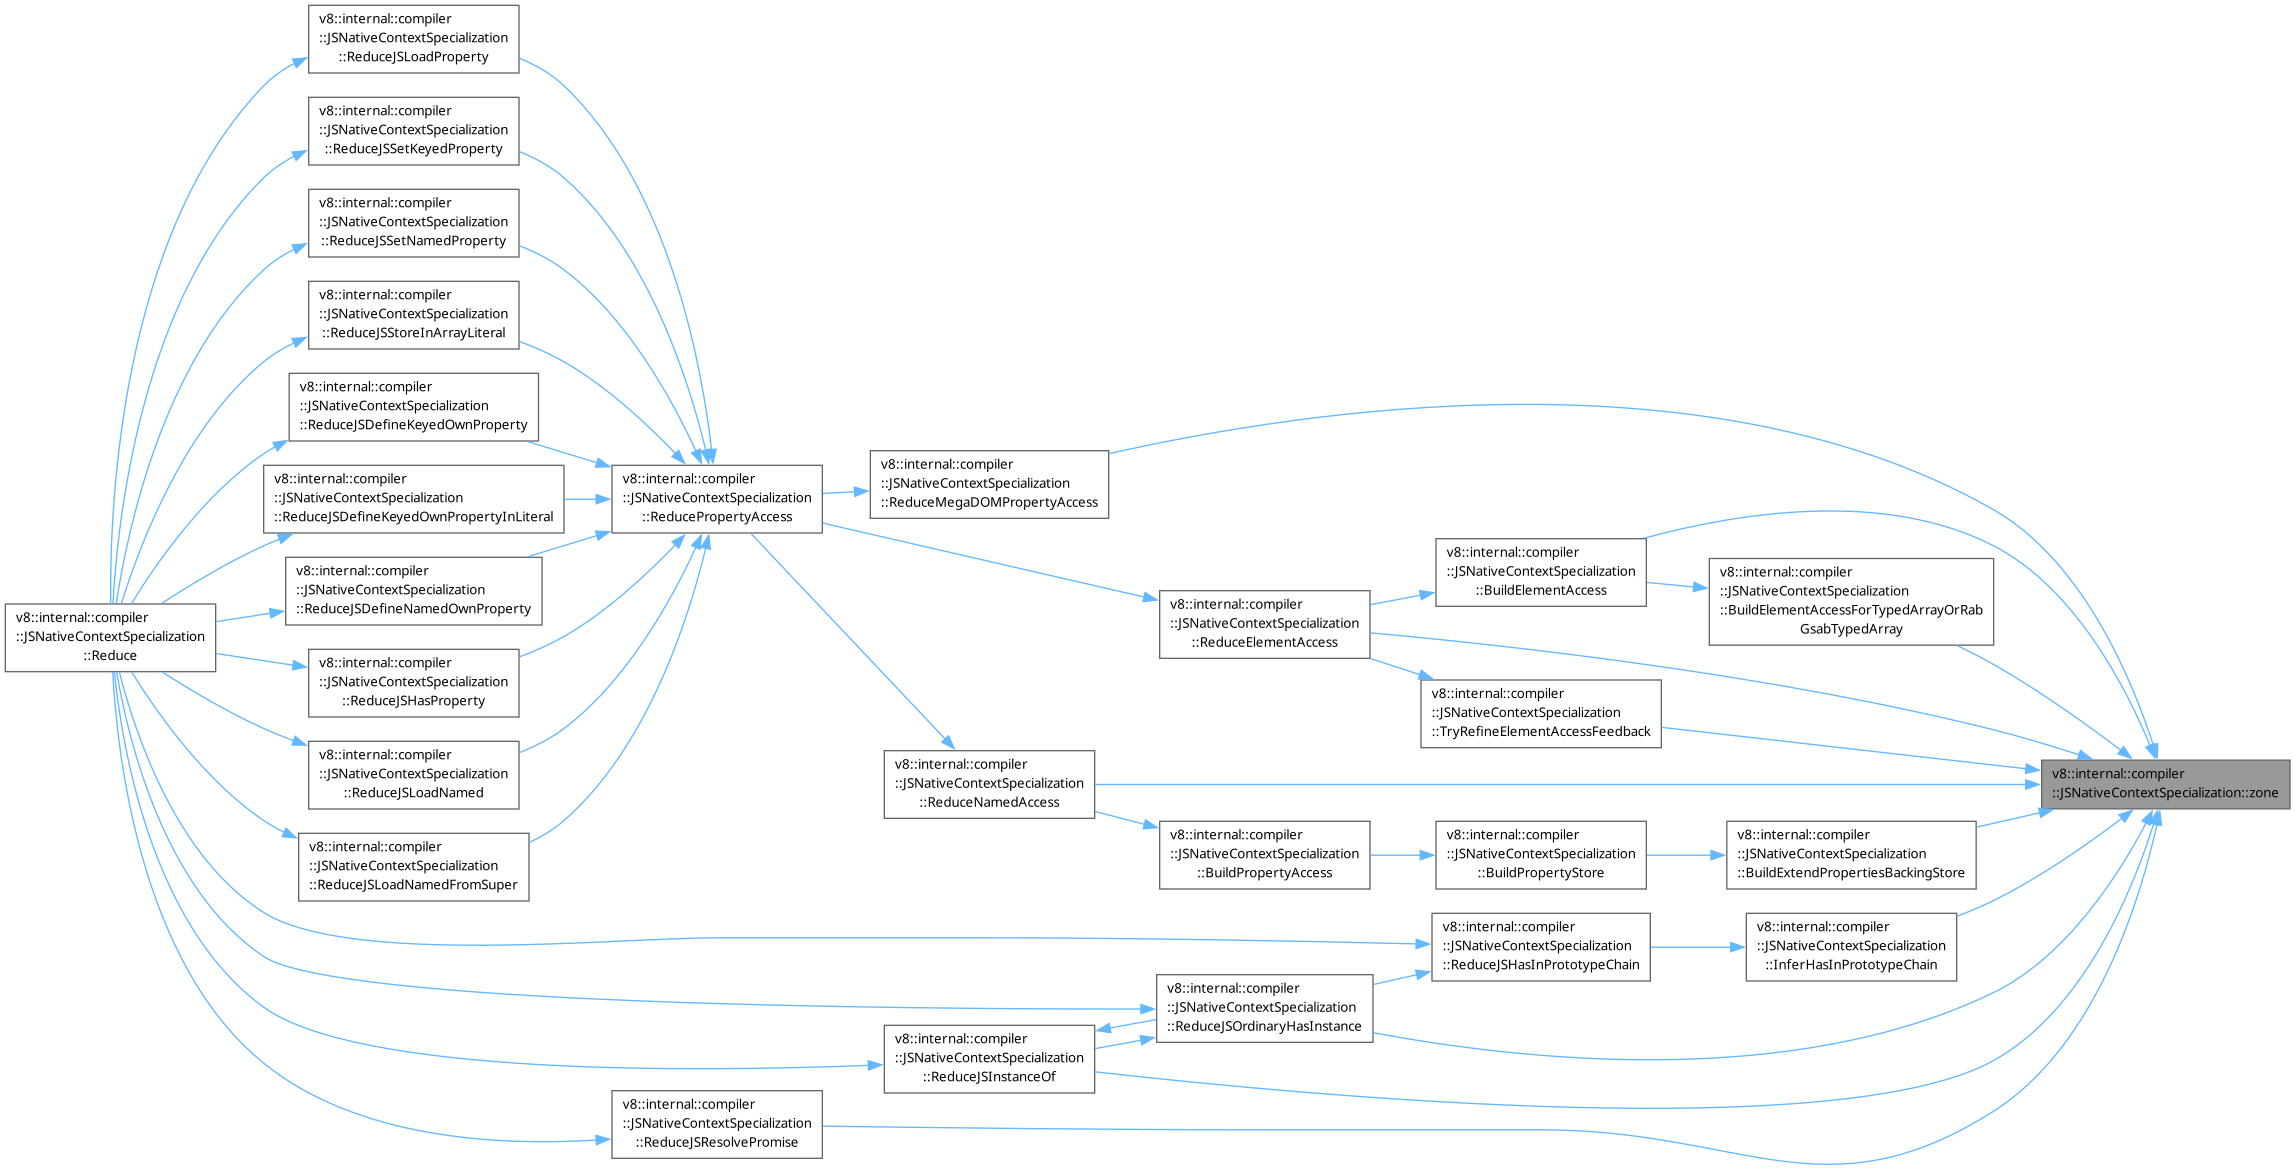 v8::internal::compiler
::JSNativeContextSpecialization
::ReduceJSLoadProperty
v8::internal::compiler
::JSNativeContextSpecialization
::ReduceJSSetKeyedProperty
v8::internal::compiler
::JSNativeContextSpecialization
::ReduceJSSetNamedProperty
v8::internal::compiler
::JSNativeContextSpecialization
::ReduceJSStoreInArrayLiteral
v8::internal::compiler
::JSNativeContextSpecialization
::ReduceJSDefineKeyedOwnProperty
v8::internal::compiler
::JSNativeContextSpecialization
::ReduceJSDefineKeyedOwnPropertyInLiteral
v8::internal::compiler
::JSNativeContextSpecialization
::ReduceJSDefineNamedOwnProperty
v8::internal::compiler
::JSNativeContextSpecialization
::Reduce
v8::internal::compiler
::JSNativeContextSpecialization
::ReduceJSHasProperty
v8::internal::compiler
::JSNativeContextSpecialization
::ReduceJSLoadNamed
v8::internal::compiler
::JSNativeContextSpecialization
::ReduceJSLoadNamedFromSuper
v8::internal::compiler
::JSNativeContextSpecialization
::ReducePropertyAccess
v8::internal::compiler
::JSNativeContextSpecialization
::ReduceMegaDOMPropertyAccess
v8::internal::compiler
::JSNativeContextSpecialization
::BuildElementAccess
v8::internal::compiler
::JSNativeContextSpecialization
::BuildElementAccessForTypedArrayOrRab
GsabTypedArray
v8::internal::compiler
::JSNativeContextSpecialization
::ReduceElementAccess
v8::internal::compiler
::JSNativeContextSpecialization
::TryRefineElementAccessFeedback
v8::internal::compiler
::JSNativeContextSpecialization
::ReduceNamedAccess
v8::internal::compiler
::JSNativeContextSpecialization::zone
v8::internal::compiler
::JSNativeContextSpecialization
::BuildPropertyAccess
v8::internal::compiler
::JSNativeContextSpecialization
::BuildPropertyStore
v8::internal::compiler
::JSNativeContextSpecialization
::BuildExtendPropertiesBackingStore
v8::internal::compiler
::JSNativeContextSpecialization
::ReduceJSHasInPrototypeChain
v8::internal::compiler
::JSNativeContextSpecialization
::InferHasInPrototypeChain
v8::internal::compiler
::JSNativeContextSpecialization
::ReduceJSOrdinaryHasInstance
v8::internal::compiler
::JSNativeContextSpecialization
::ReduceJSInstanceOf
v8::internal::compiler
::JSNativeContextSpecialization
::ReduceJSResolvePromise